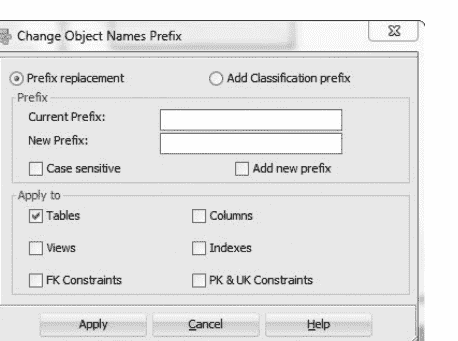 Change Object Names Prefix
Prefix replacement Add Classification prefix
Prefix
Current Prefix:
New Prefix:
Case sensitive Add new prefix
Apply to
Tables Columns
Views Indexes
FK Constraints PK & UK Constraints
Apply Cancel Help